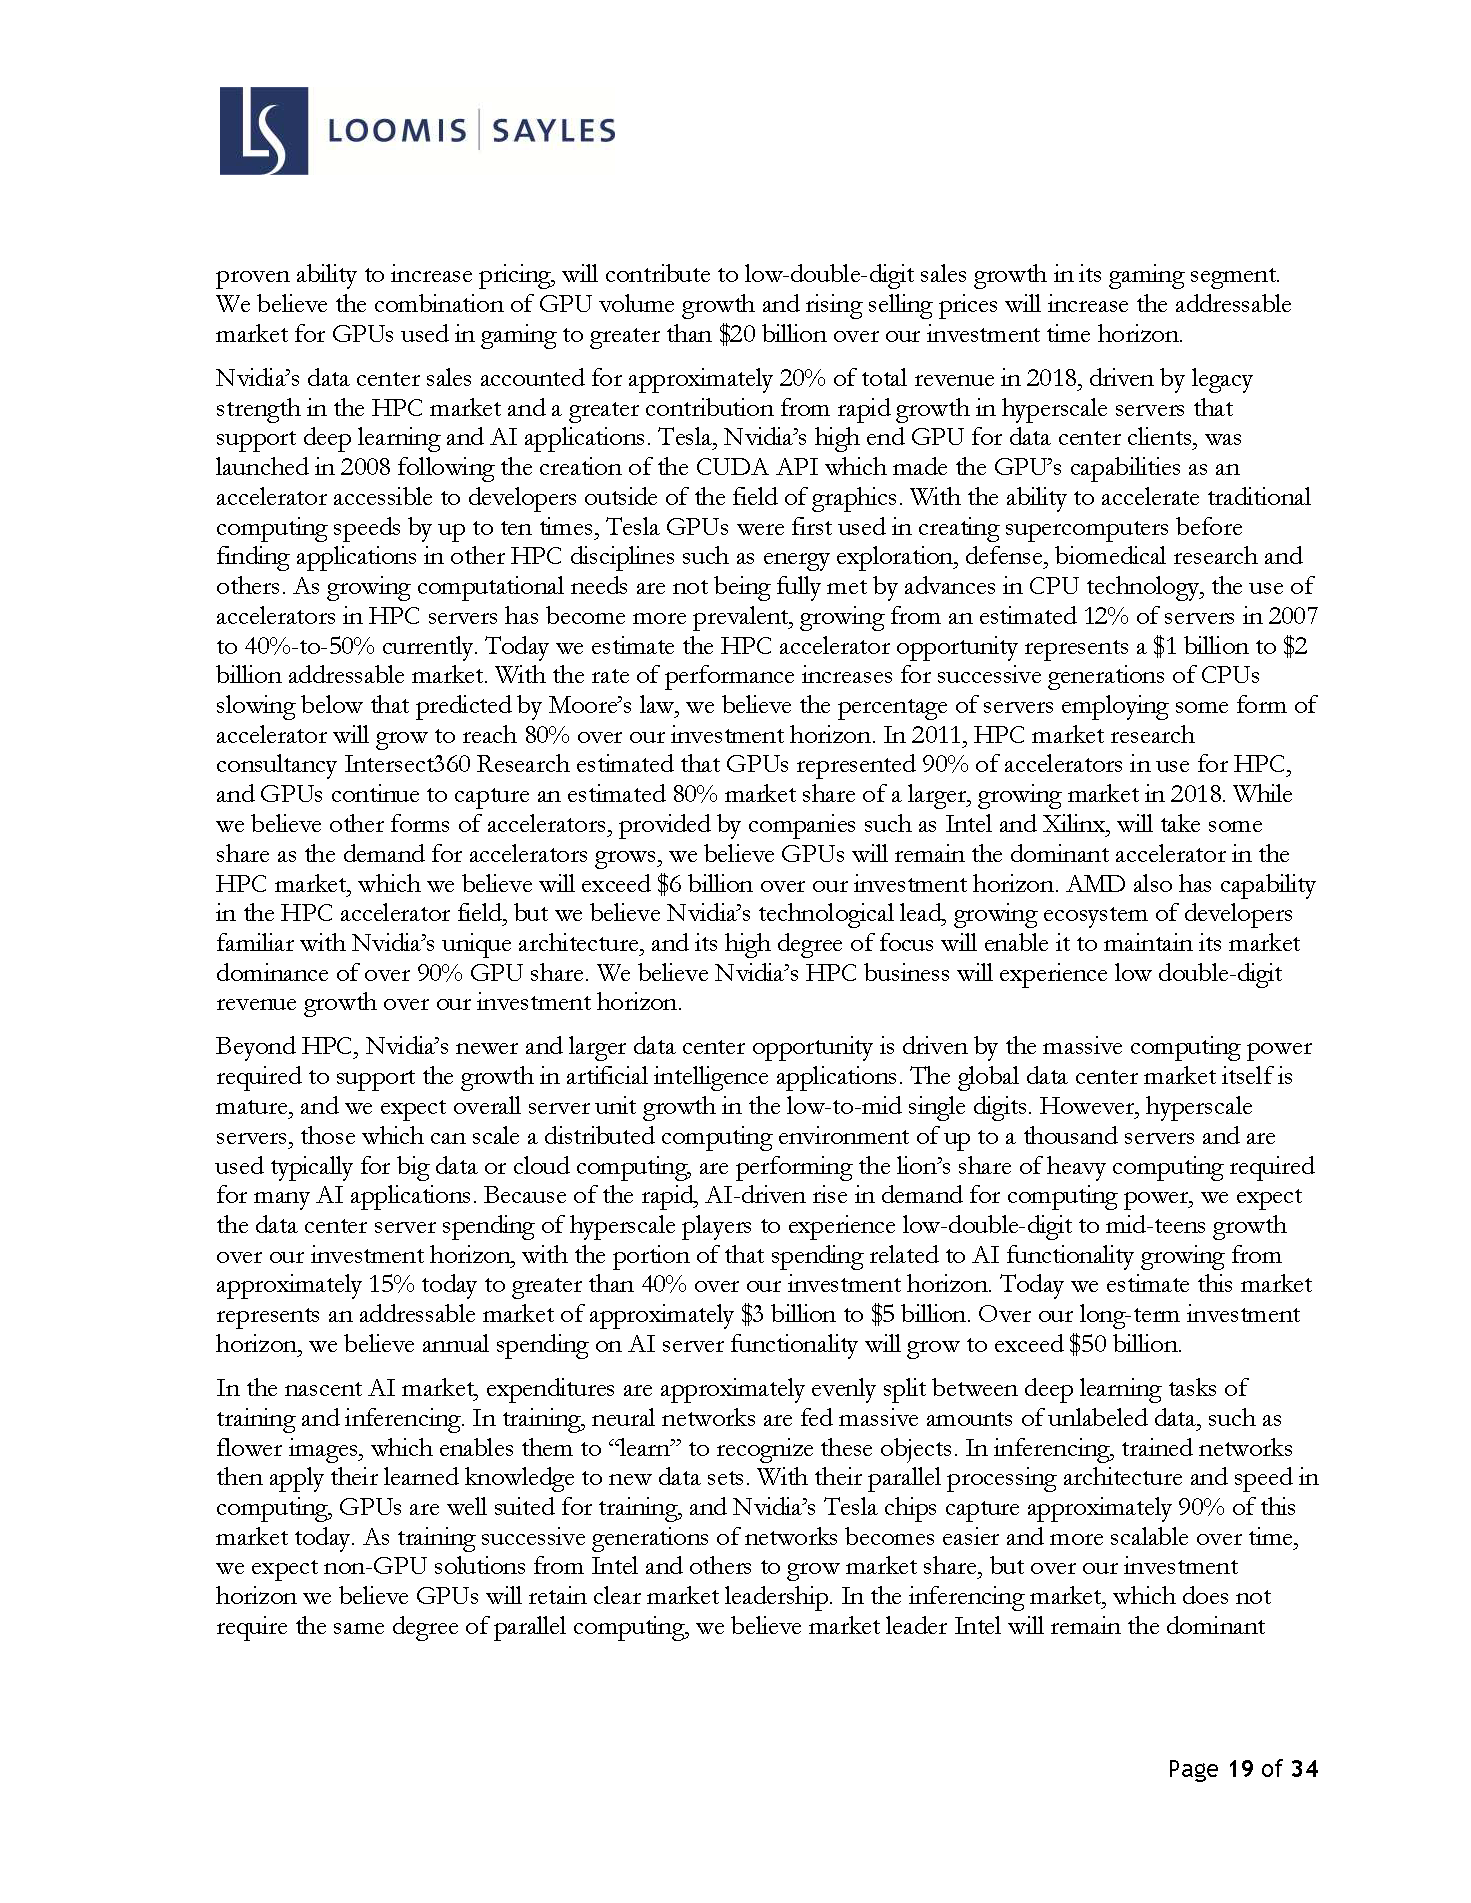 LS LOOMIS | SAYLES
proven ability to increase pricing, will contribute to low-double-digit sales growth in its gaming segment.
We believe the combination of GPU volume growth and rising selling prices will increase the addressable
market for GPUs used in gaming to greater than $20 billion over our investment time horizon.
Nvidia’s data center sales accounted for approximately 20% of total revenue in 2018, driven by legacy
strength in the HPC market and a greater contribution from rapid growth in hyperscale servers that
support deep learning and AI applications. Tesla, Nvidia’s high end GPU for data center clients, was
launched in 2008 following the creation of the CUDA API which made the GPU’s capabilities as an
accelerator accessible to developers outside of the field of graphics. With the ability to accelerate traditional
computing speeds by up to ten times, Tesla GPUs were first used in creating supercomputers before
finding applications in other HPC disciplines such as energy exploration, defense, biomedical research and
others. As growing computational needs are not being fully met by advances in CPU technology, the use of
accelerators in HPC servers has become more prevalent, growing from an estimated 12% of servers in 2007
to 40%-to-50% currently. Today we estimate the HPC accelerator opportunity represents a $1 billion to $2
billion addressable market. With the rate of performance increases for successive generations of CPUs
slowing below that predicted by Moore’s law, we believe the percentage of servers employing some form of
accelerator will grow to reach 80% over our investment horizon. In 2011, HPC market research
consultancy Intersect360 Research estimated that GPUs represented 90% of accelerators in use for HPC,
and GPUs continue to capture an estimated 80% market share of a larger, growing market in 2018. While
we believe other forms of accelerators, provided by companies such as Intel and Xilinx, will take some
share as the demand for accelerators grows, we believe GPUs will remain the dominant accelerator in the
HPC market, which we believe will exceed $6 billion over our investment horizon. AMD also has capability
in the HPC accelerator field, but we believe Nvidia’s technological lead, growing ecosystem of developers
familiar with Nvidia’s unique architecture, and its high degree of focus will enable it to maintain its market
dominance of over 90% GPU share. We believe Nvidia’s HPC business will experience low double-digit
revenue growth over our investment horizon.
Beyond HPC, Nvidia’s newer and larger data center opportunity is driven by the massive computing power
required to support the growth in artificial intelligence applications. The global data center market itself is
mature, and we expect overall server unit growth in the low-to-mid single digits. However, hyperscale
servers, those which can scale a distributed computing environment of up to a thousand servers and are
used typically for big data or cloud computing, are performing the lion’s share of heavy computing required
for many AI applications. Because of the rapid, AI-driven rise in demand for computing power, we expect
the data center server spending of hyperscale players to experience low-double-digit to mid-teens growth
over our investment horizon, with the portion of that spending related to AI functionality growing from
approximately 15% today to greater than 40% over our investment horizon. Today we estimate this market
represents an addressable market of approximately $3 billion to $5 billion. Over our long-term investment
horizon, we believe annual spending on AI server functionality will grow to exceed $50 billion.
In the nascent AI market, expenditures are approximately evenly split between deep learning tasks of
training and inferencing. In training, neural networks are fed massive amounts of unlabeled data, such as
flower images, which enables them to “learn” to recognize these objects. In inferencing, trained networks
then apply their learned knowledge to new data sets. With their parallel processing architecture and speed in
computing, GPUs are well suited for training, and Nvidia’s Tesla chips capture approximately 90% of this
market today. As training successive generations of networks becomes easier and more scalable over time,
we expect non-GPU solutions from Intel and others to grow market share, but over our investment
horizon we believe GPUs will retain clear market leadership. In the inferencing market, which does not
require the same degree of parallel computing, we believe market leader Intel will remain the dominant
Page 19 of 34